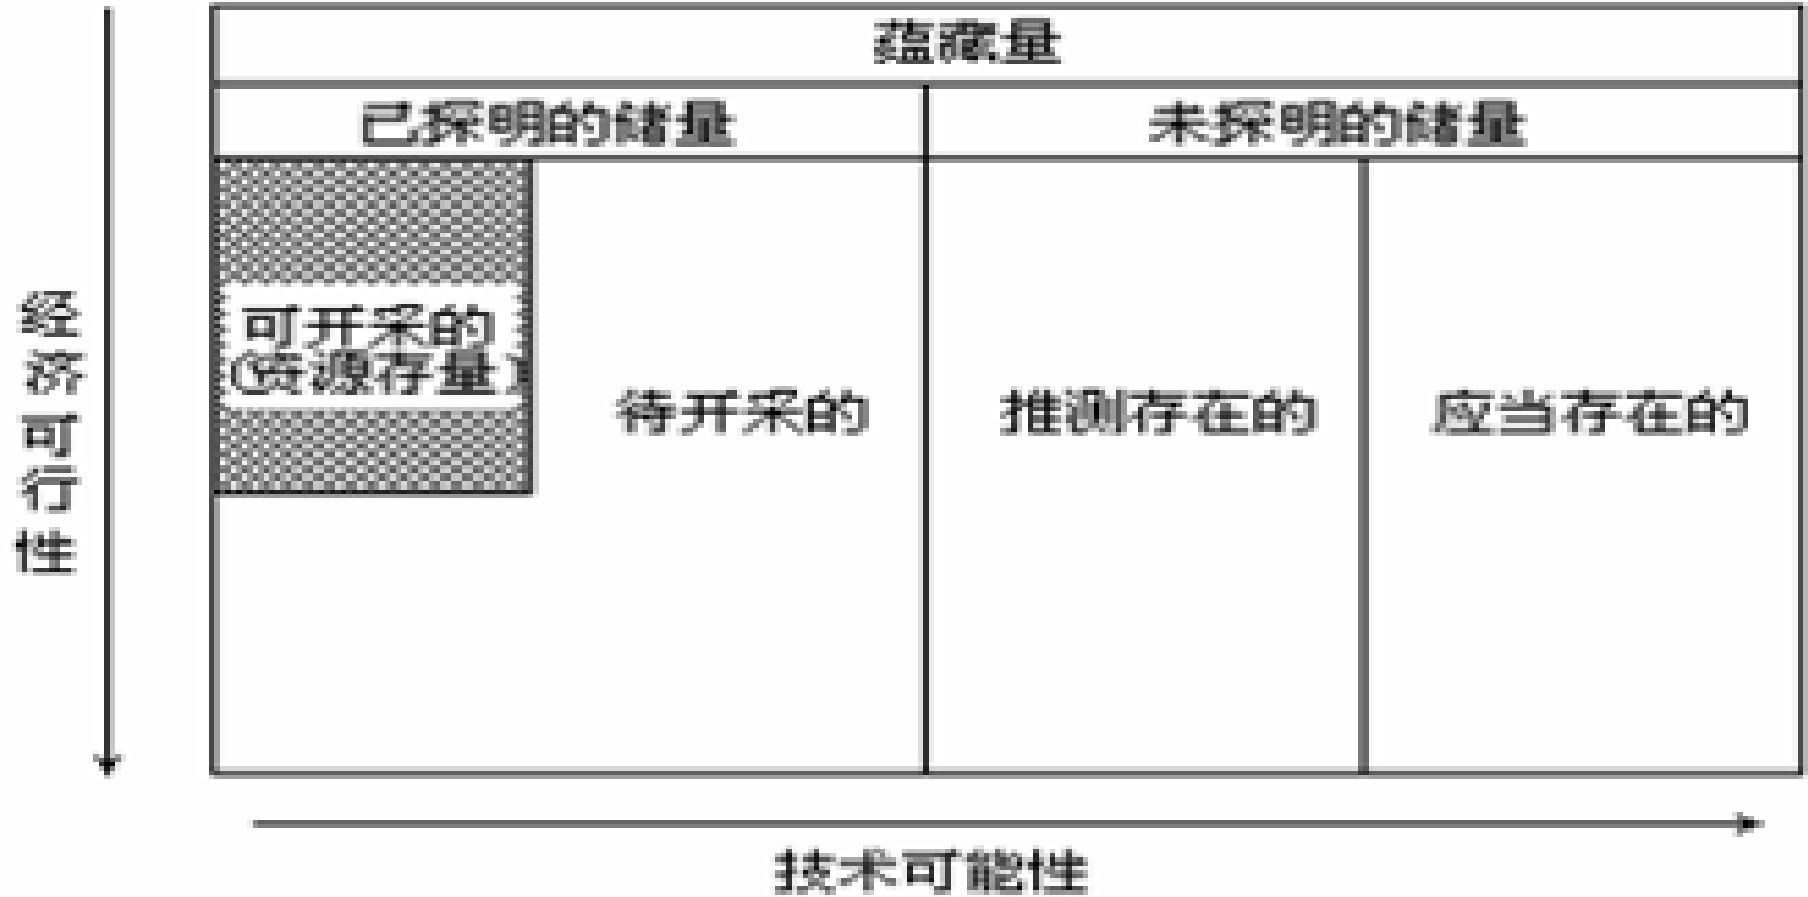 蕴藏量
已探明的储量
未探明的储量
可开采的
(资源存量)
待开采的
推测存在的
应当存在的
经济可行性
技术可能性